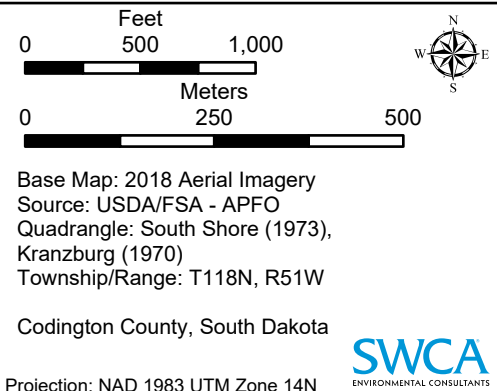 Feet
0 500 1,000
N
W E
S
Meters
0 250 500
Base Map: 2018 Aerial Imagery
Source: USDA/FSA - APFO
Quadrangle: South Shore (1973),
Kranzburg (1970)
Township/Range: T118N, R51W
Codington County, South Dakota
SWCA
ENVIRONMENTAL CONSULTANTS
Projection: NAD 1983 UTM Zone 14N